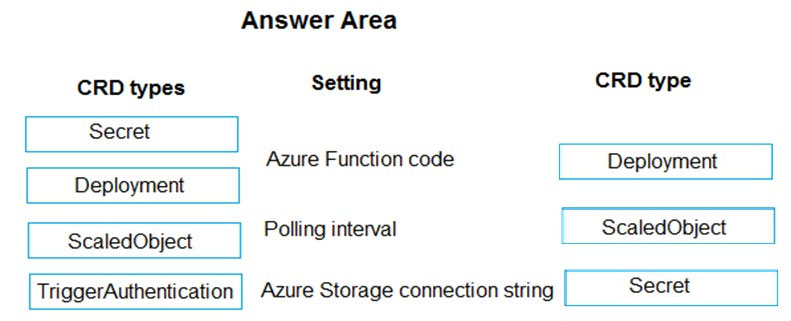 Answer Area
CRD types
Setting
CRD type
Secret
Deployment
ScaledObject
TriggerAuthentication
Azure Function code
Deployment
Polling interval
ScaledObject
Azure Storage connection string
Secret